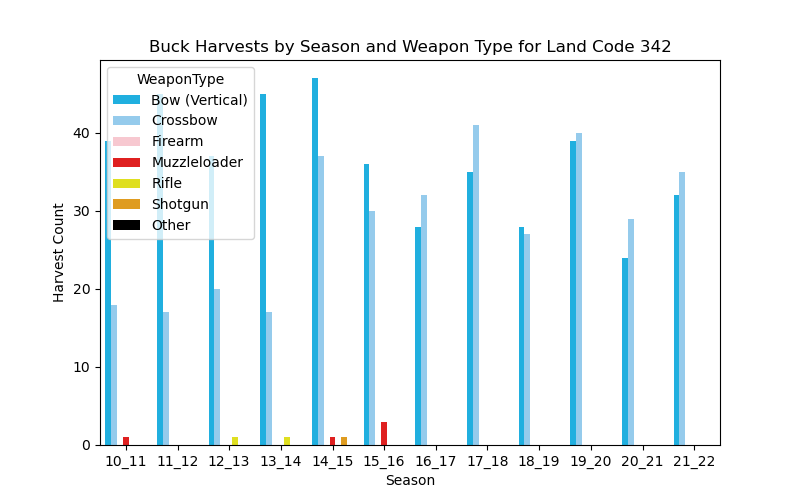 Buck Harvests by Season and Weapon Type for Land Code 342
WeaponType
Bow (Vertical)
Crossbow
Firearm
Muzzleloader
Rifle
Shotgun
Other
Harvest Count
40
30
20
10
0
10_11 11_12 12_13 13_14 14_15 15_16 16_17 17_18 18_19 19_20 20_21 21_22
Season